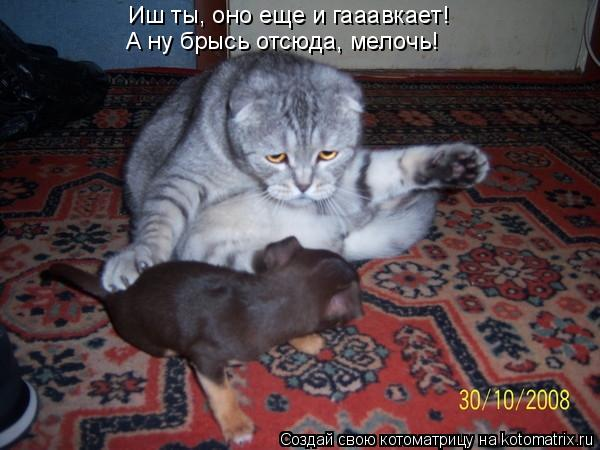 Иш ты, оно еще и гааавкает!
А ну брысь отсюда, мелочь!
30/10/2008
Создай свою котоматрицу на kotomatrix.ru